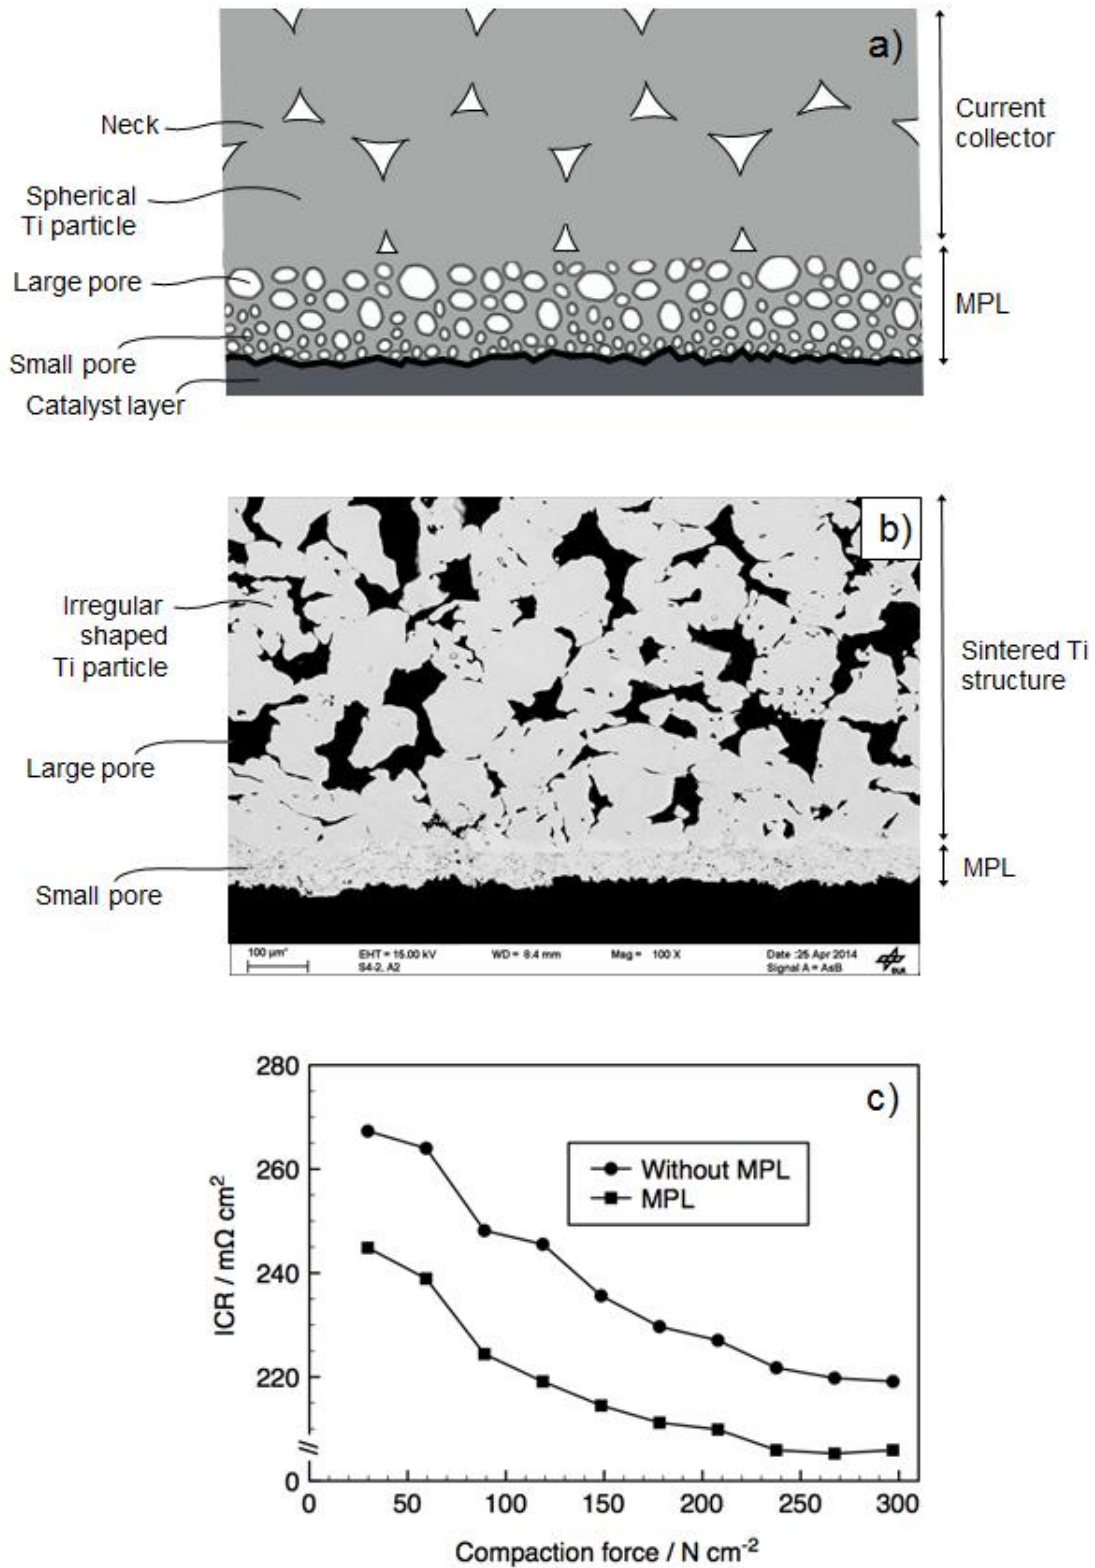 a)
Neck
Spherical
Ti particle
Large pore
Small pore
Catalyst layer
Current
collector
MPL
b)
Irregular
shaped
Ti particle
Large pore
Small pore
Sintered Ti
structure
MPL
100 µm*
EHT = 15.00 kV
WD = 8.4 mm
Mag = 100 X
Date :25 Apr 2014
S4-2, A2
Signal A = AsB
DLR
c)
280
260
240
220
0
ICR / mΩ cm²
Without MPL
MPL
0 50 100 150 200 250 300
Compaction force / N cm⁻²